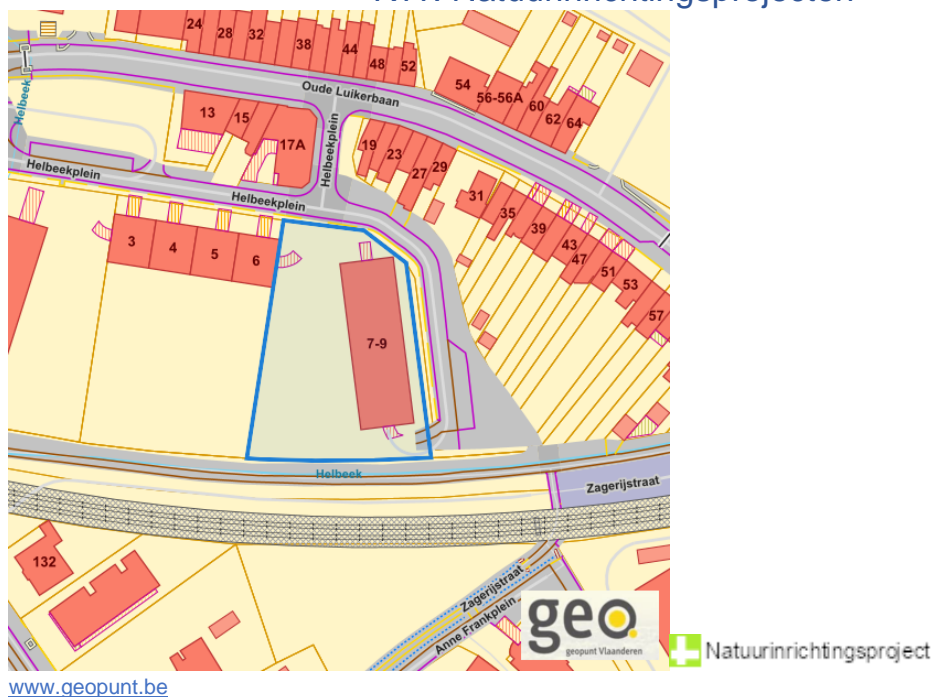 Natuurinrichtingsprojecten
24 28 32 38 44 48 52
Oude Luikerbaan
54 56-56A 60 62 64
Helbeek
13 15 17A
Helbeekplein
19 23 27 29
Helbeekplein
Helbeekplein
31 35 39 43 47 51 53 57
3 4 5 6
7-9
Helbeek
Zagerijstraat
132
Zagerijstraat
Anne Frankplein
geo
geopunt Vlaanderen
Natuurinrichtingsproject
www.geopunt.be